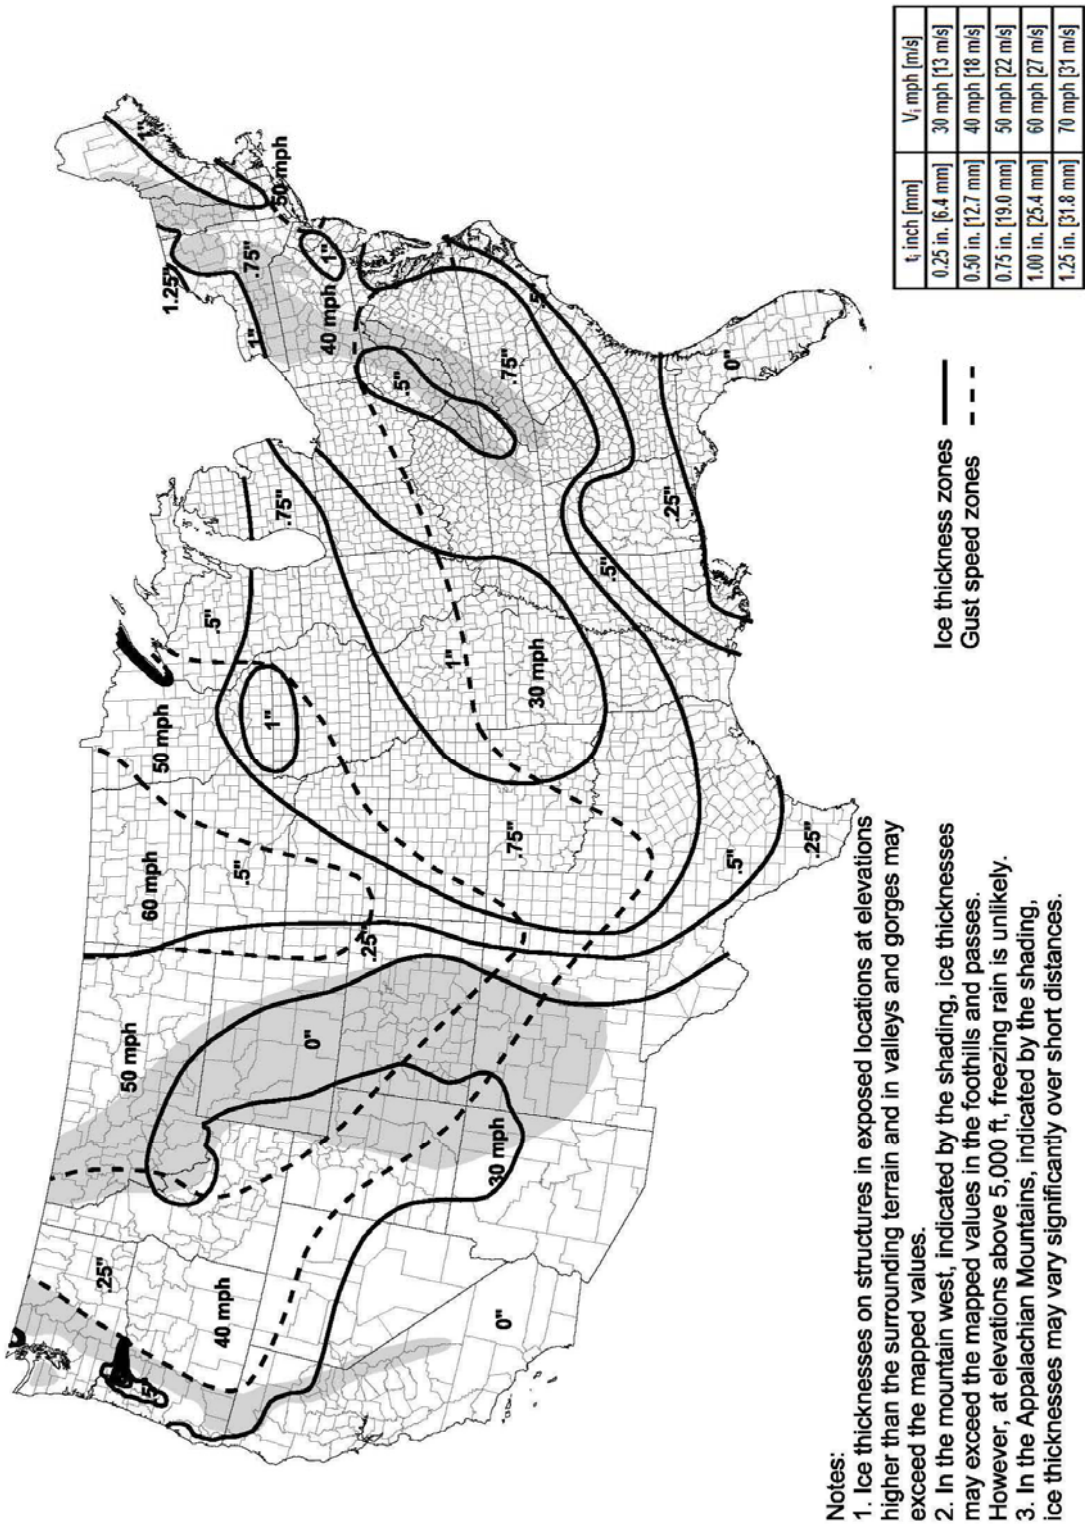 .25"
50 mph
60 mph
50 mph
1.25"
1"
.5"
40 mph
.5"
.5"
1"
.75"
1"
50 mph
.75"
0"
1"
40 mph
.25"
.5"
1"
0"
30 mph
.75"
30 mph
.75"
.5"
.5"
.25"
.5"
0"
.25"
Notes:
1. Ice thicknesses on structures in exposed locations at elevations
higher than the surrounding terrain and in valleys and gorges may
exceed the mapped values.
2. In the mountain west, indicated by the shading, ice thicknesses
may exceed the mapped values in the foothills and passes.
However, at elevations above 5,000 ft, freezing rain is unlikely.
3. In the Appalachian Mountains, indicated by the shading,
ice thicknesses may vary significantly over short distances.
Ice thickness zones
Gust speed zones
tᵢ inch [mm] Vᵢ mph [m/s]
0.25 in. [6.4 mm] 30 mph [13 m/s]
0.50 in. [12.7 mm] 40 mph [18 m/s]
0.75 in. [19.0 mm] 50 mph [22 m/s]
1.00 in. [25.4 mm] 60 mph [27 m/s]
1.25 in. [31.8 mm] 70 mph [31 m/s]